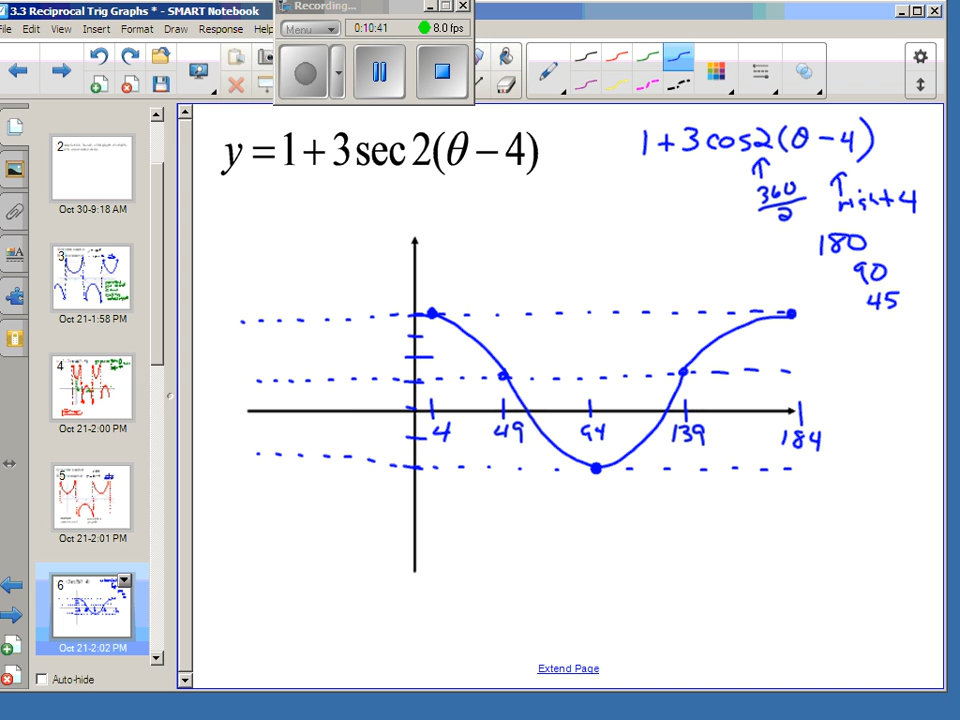 3.3 Reciprocal Trig Graphs * - SMART Notebook
Recording...
File Edit View Insert Format Draw Response Help
Menu
0:10:41
8.0 fps
y = 1 + 3 sec 2(θ − 4)
1 + 3 cos 2(θ − 4)
360
2
right 4
180
90
45
4 49 94 139 184
Extend Page
2
Oct 30-9:18 AM
3
Oct 21-1:58 PM
4
Oct 21-2:00 PM
5
Oct 21-2:01 PM
6
Oct 21-2:02 PM
Auto-hide